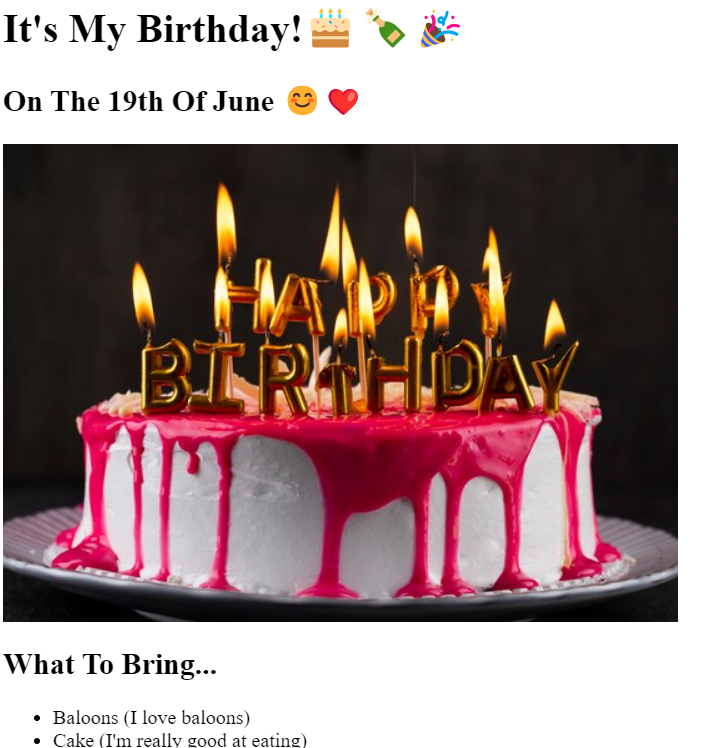 It's My Birthday!🎂 🍾 🎉
On The 19th Of June 😊 ❤️
HAPPY
BIRTHDAY
What To Bring...
• Baloons (I love baloons)
• Cake (I'm really good at eating)